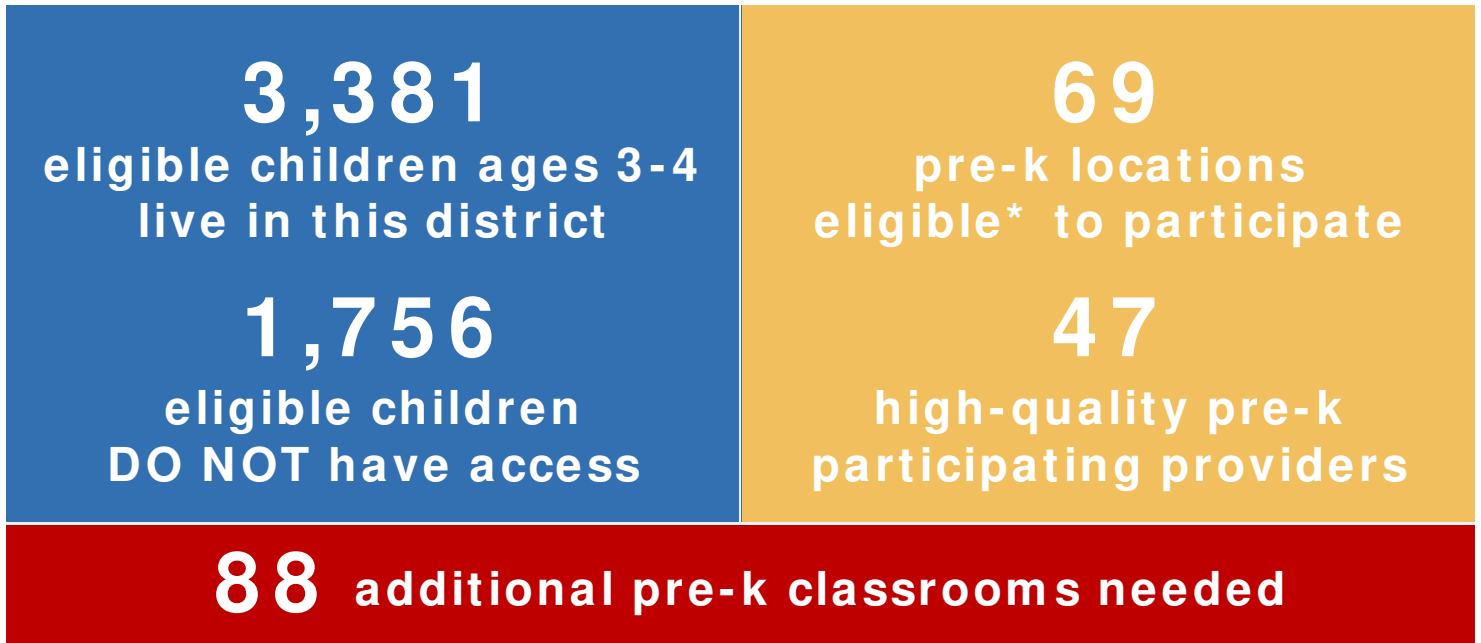 3,381
eligible children ages 3-4
live in this district
1,756
eligible children
DO NOT have access
69
pre-k locations
eligible* to participate
47
high-quality pre-k
participating providers
88 additional pre-k classrooms needed